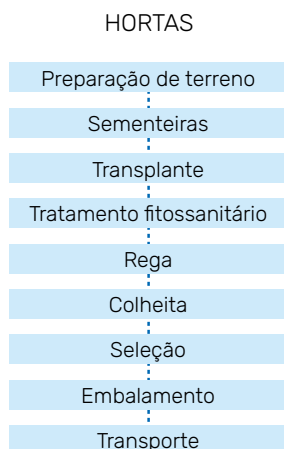 HORTAS
Preparação de terreno
Sementeiras
Transplante
Tratamento fitossanitário
Rega
Colheita
Seleção
Embalamento
Transporte